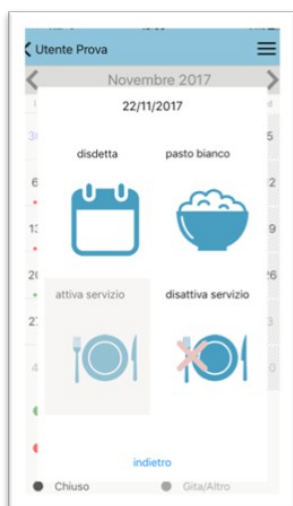 Utente Prova
Novembre 2017
22/11/2017
disdetta pasto bianco
attiva servizio disattiva servizio
indietro
Chiuso Gita/Altro